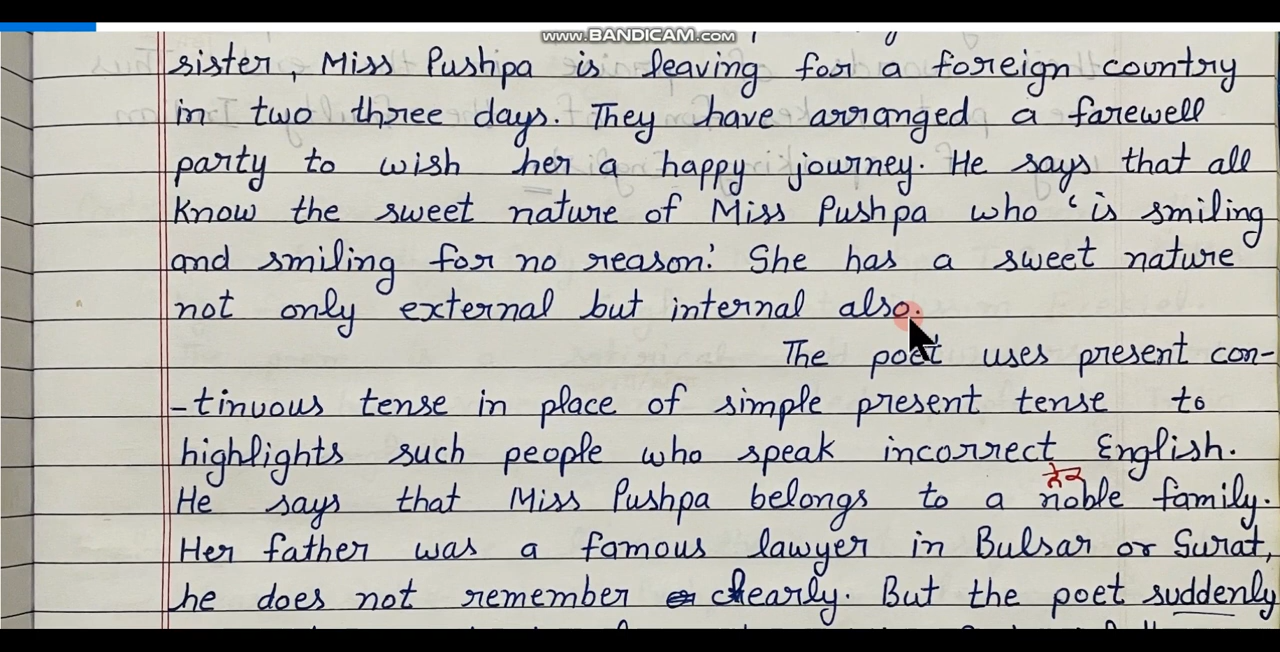 www.BANDICAM.com
sister, Miss Pushpa is leaving for a foreign country
in two three days. They have arranged a farewell
party to wish her a happy journey. He says that all
Know the sweet nature of Miss Pushpa who ‘is smiling
and smiling for no reason.’ She has a sweet nature
not only external but internal also.
The poet uses present con-
-tinuous tense in place of simple present tense to
highlights such people who speak incorrect English.
ਨੇਕ
He says that Miss Pushpa belongs to a noble family.
Her father was a famous lawyer in Bulsar or Surat,
he does not remember clearly. But the poet suddenly